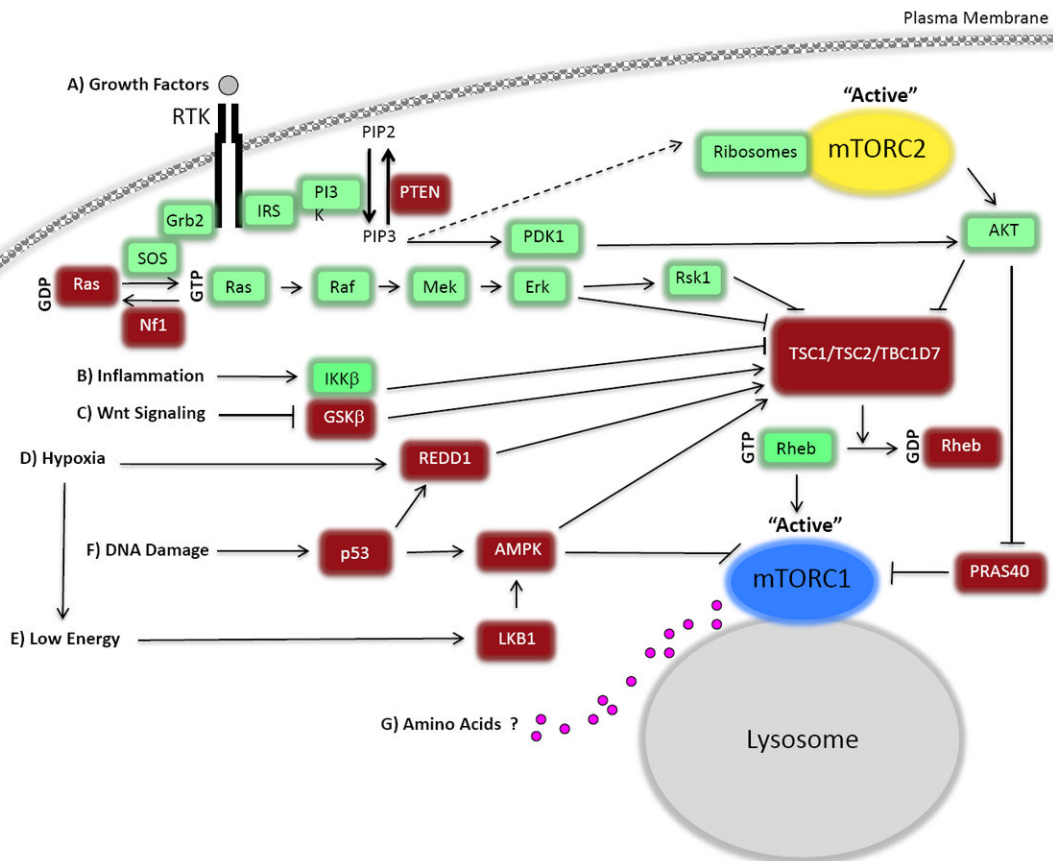 Plasma Membrane
A) Growth Factors
RTK
"Active"
PIP2
Ribosomes
mTORC2
PI3
K
PTEN
IRS
Grb2
PIP3
PDK1
AKT
SOS
GDP
Ras
GTP
Ras
Raf
Mek
Erk
Rsk1
Nf1
TSC1/TSC2/TBC1D7
B) Inflammation
IKKβ
C) Wnt Signaling
GSKβ
D) Hypoxia
REDD1
GTP
Rheb
GDP
Rheb
"Active"
F) DNA Damage
p53
AMPK
mTORC1
PRAS40
E) Low Energy
LKB1
G) Amino Acids ?
Lysosome